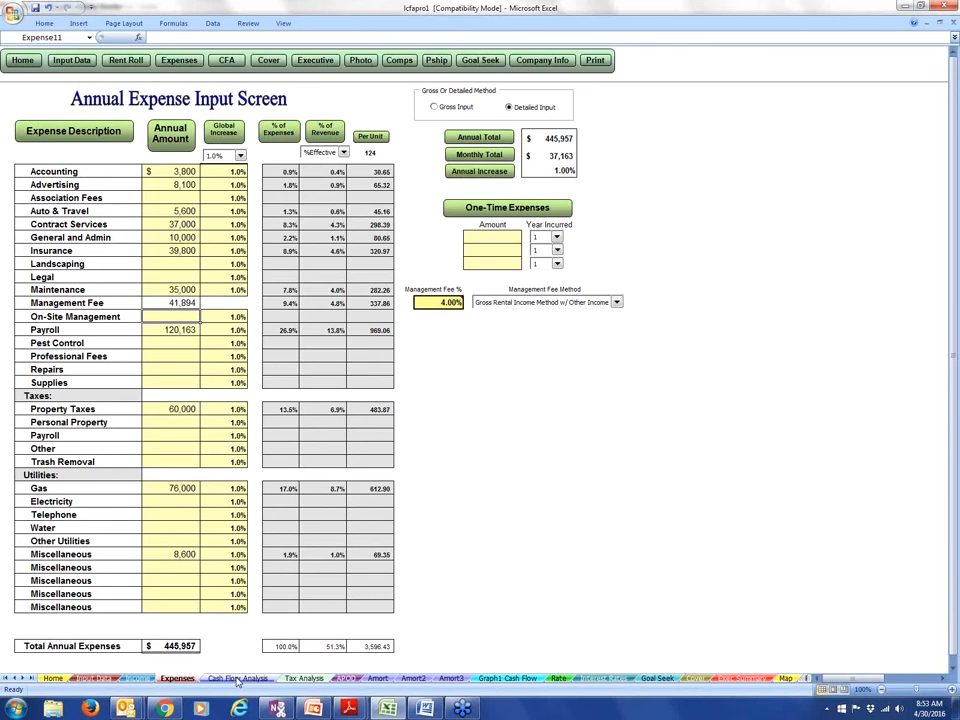 lcfapro1 [Compatibility Mode] - Microsoft Excel
Home Insert Page Layout Formulas Data Review View
Expense11 fx
Home Input Data Rent Roll Expenses CFA Cover Executive Photo Comps Pship Goal Seek Company Info Print
Annual Expense Input Screen
Gross Or Detailed Method
Gross Input Detailed Input
Expense Description Annual Amount Global Increase % of Expenses % of Revenue Per Unit
1.0% %Effective 124
Annual Total $ 445,957
Monthly Total $ 37,163
Annual Increase 1.00%
Accounting $ 3,800 1.0% 0.9% 0.4% 30.65
Advertising 8,100 1.0% 1.8% 0.9% 65.32
Association Fees 1.0%
Auto & Travel 5,600 1.0% 1.3% 0.6% 45.16
Contract Services 37,000 1.0% 8.3% 4.3% 298.39
General and Admin 10,000 1.0% 2.2% 1.1% 80.65
Insurance 39,800 1.0% 8.9% 4.6% 320.97
Landscaping 1.0%
Legal 1.0%
Maintenance 35,000 1.0% 7.8% 4.0% 282.26
Management Fee 41,894 9.4% 4.8% 337.86
On-Site Management 1.0%
Payroll 120,163 1.0% 26.9% 13.8% 969.06
Pest Control 1.0%
Professional Fees 1.0%
Repairs 1.0%
Supplies 1.0%
Taxes:
Property Taxes 60,000 1.0% 13.5% 6.9% 483.87
Personal Property 1.0%
Payroll 1.0%
Other 1.0%
Trash Removal 1.0%
Utilities:
Gas 76,000 1.0% 17.0% 8.7% 612.90
Electricity 1.0%
Telephone 1.0%
Water 1.0%
Other Utilities 1.0%
Miscellaneous 8,600 1.0% 1.9% 1.0% 69.35
Miscellaneous 1.0%
Miscellaneous 1.0%
Miscellaneous 1.0%
Miscellaneous 1.0%
Total Annual Expenses $ 445,957 100.0% 51.3% 3,596.43
One-Time Expenses
Amount Year Incurred
1
1
1
Management Fee % Management Fee Method
4.00% Gross Rental Income Method w/ Other Income
Home Input Data Income Expenses Cash Flow Analysis Tax Analysis APOD Amort Amort2 Amort3 Graph1 Cash Flow Rate Interest Rates Goal Seek Cover Exec Summary Map
Ready 100%
8:53 AM
4/30/2016